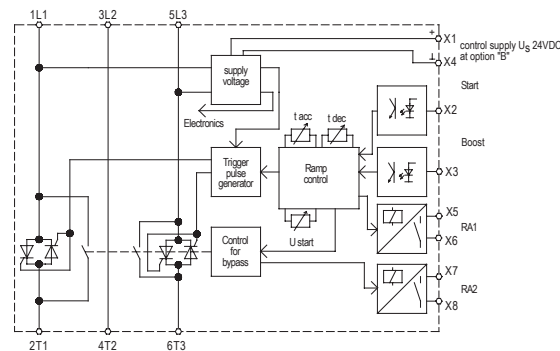 1L1 3L2 5L3
+ X1
control supply US 24VDC
at option "B"
⊥ X4
supply
voltage
Start
X2
Electronics
t acc t dec
Boost
Trigger
pulse
generator
Ramp
control
X3
X5
RA1
X6
U start
Control
for
bypass
X7
RA2
X8
2T1 4T2 6T3